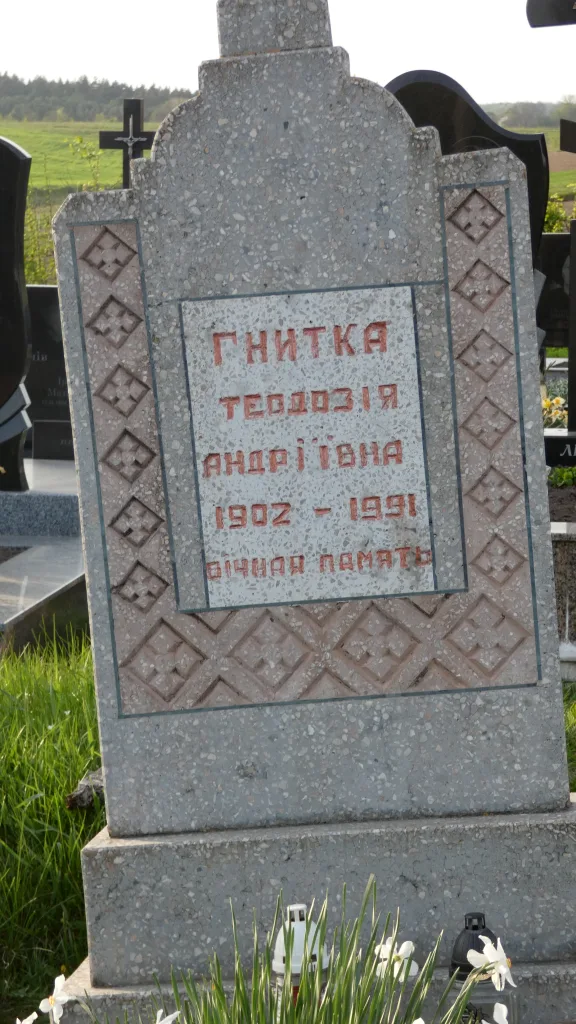 ГНИТКА
ТЕОДОЗІЯ
АНДРІЇВНА
1902 - 1991
ВІЧНАЯ ПАМЯТЬ